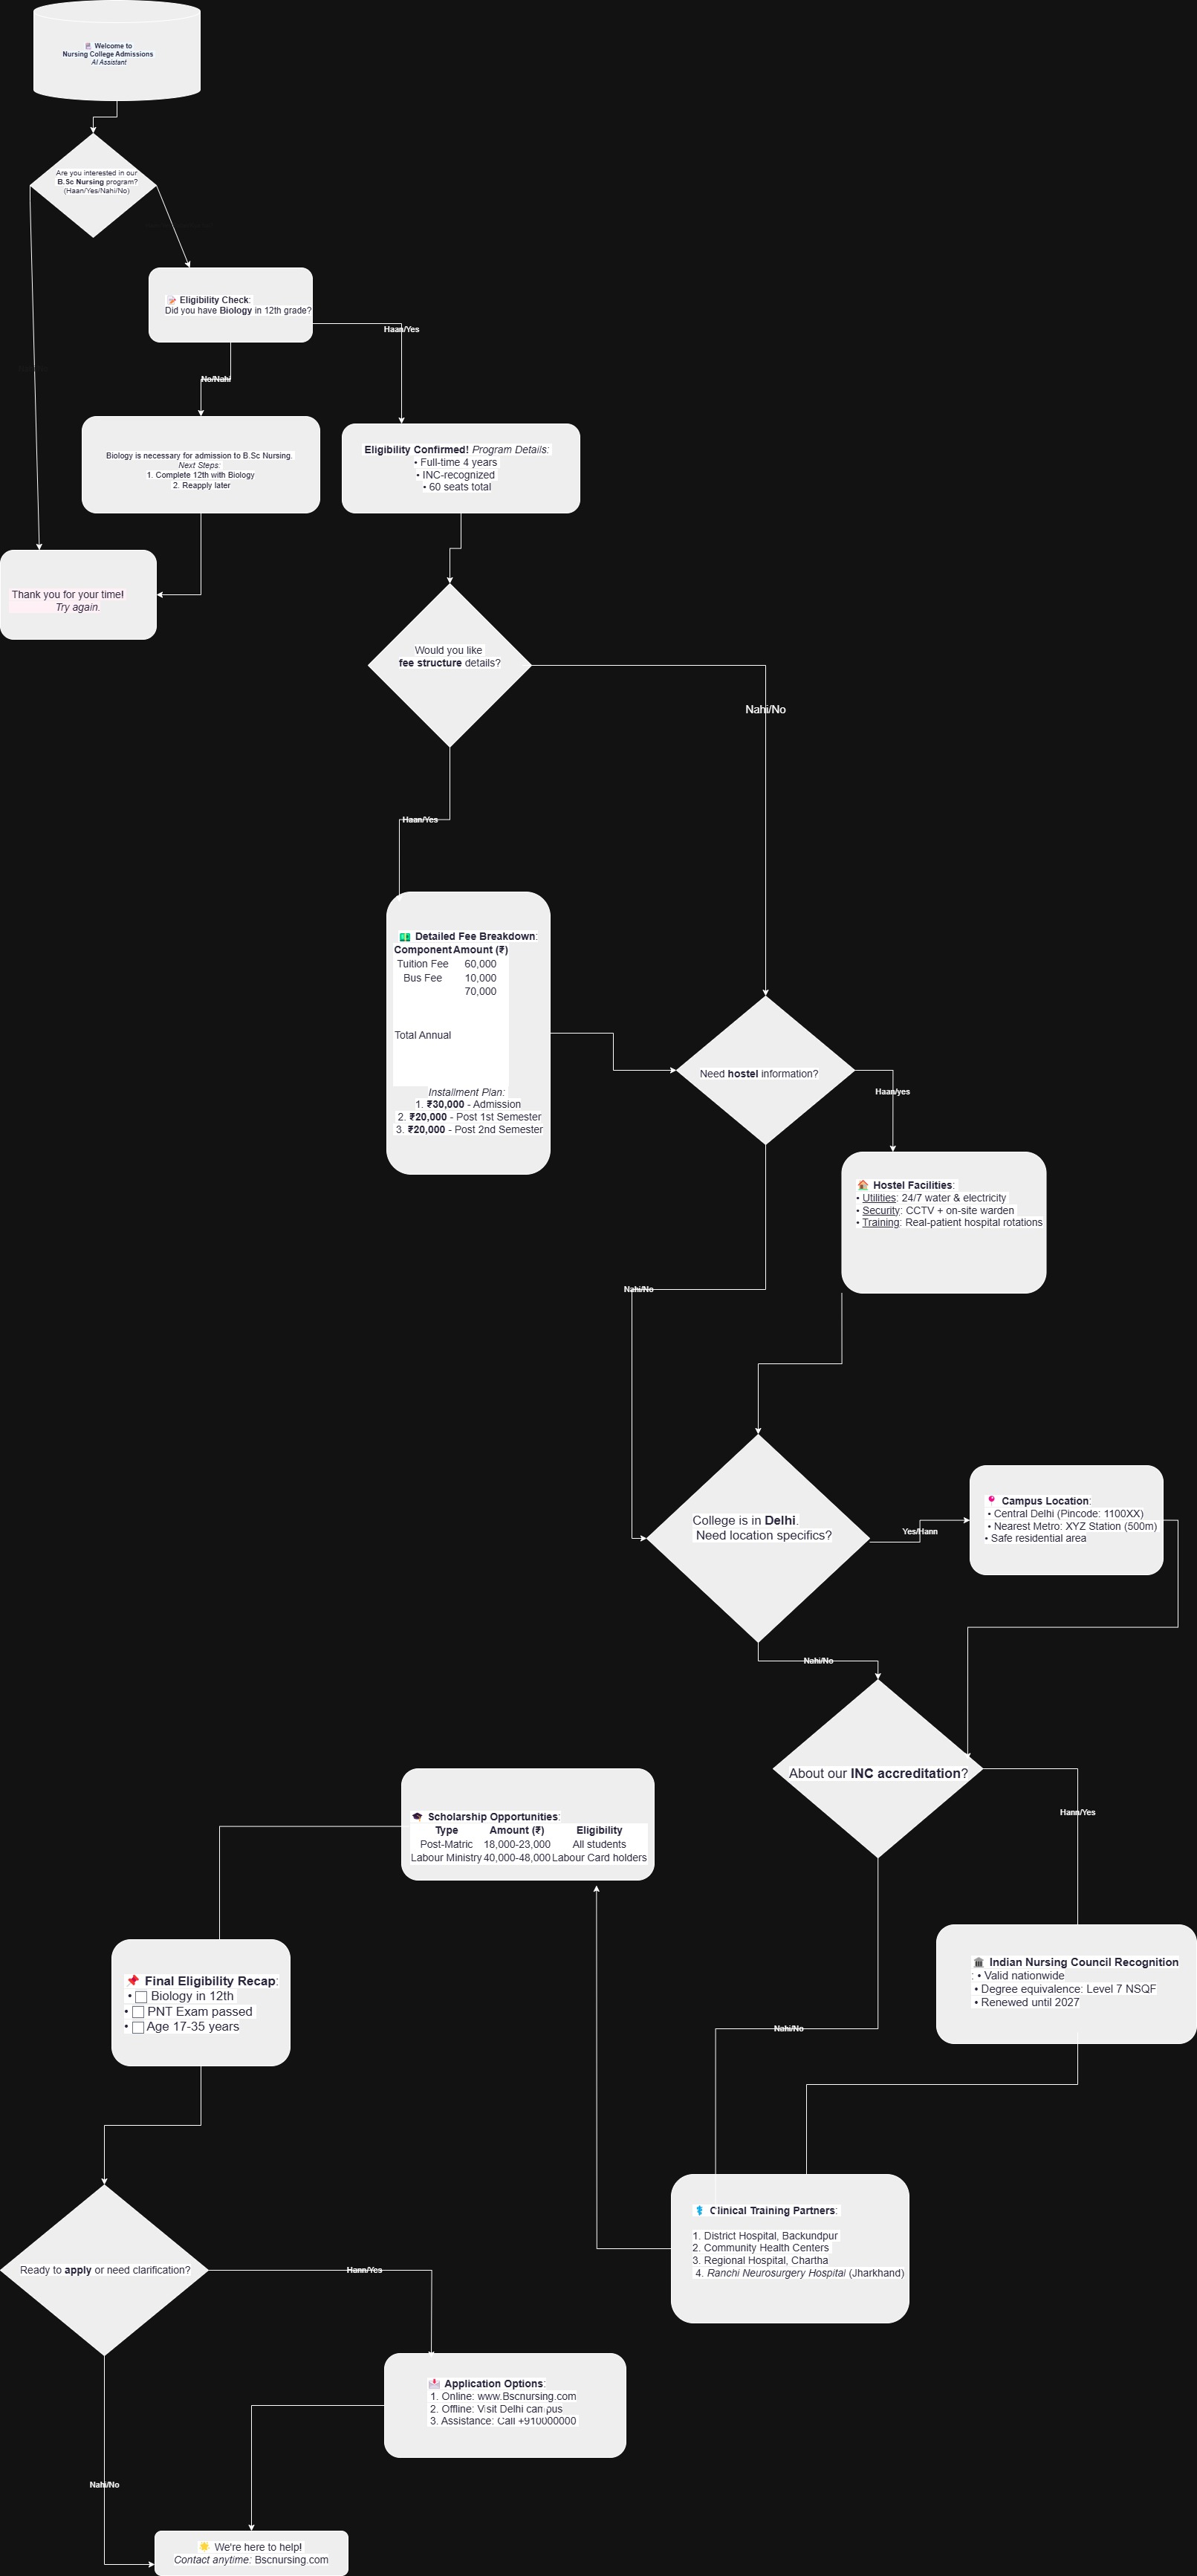 Welcome to
Nursing College Admissions
AI Assistant
Are you interested in our
B.Sc Nursing program?
(Haan/Yes/Nahi/No)
📝 Eligibility Check:
Did you have Biology in 12th grade?
Haan/Yes
No/Nahi
Biology is necessary for admission to B.Sc Nursing.
Next Steps:
1. Complete 12th with Biology
2. Reapply later
Eligibility Confirmed! Program Details:
• Full-time 4 years
• INC-recognized
• 60 seats total
Thank you for your time!
Try again.
Would you like
fee structure details?
Nahi/No
Haan/Yes
💵 Detailed Fee Breakdown:
Component Amount (₹)
Tuition Fee 60,000
Bus Fee 10,000
70,000
Total Annual
Installment Plan:
1. ₹30,000 - Admission
2. ₹20,000 - Post 1st Semester
3. ₹20,000 - Post 2nd Semester
Need hostel information?
Haan/yes
🏠 Hostel Facilities:
• Utilities: 24/7 water & electricity
• Security: CCTV + on-site warden
• Training: Real-patient hospital rotations
Nahi/No
College is in Delhi.
Need location specifics?
Yes/Hann
📍 Campus Location:
• Central Delhi (Pincode: 1100XX)
• Nearest Metro: XYZ Station (500m)
• Safe residential area
Nahi/No
About our INC accreditation?
Hann/Yes
🎓 Scholarship Opportunities:
Type Amount (₹) Eligibility
Post-Matric 18,000-23,000 All students
Labour Ministry 40,000-48,000 Labour Card holders
🏛 Indian Nursing Council Recognition
: • Valid nationwide
• Degree equivalence: Level 7 NSQF
• Renewed until 2027
📌 Final Eligibility Recap:
• ☐ Biology in 12th
• ☐ PNT Exam passed
• ☐ Age 17-35 years
Nahi/No
⚕ Clinical Training Partners:
1. District Hospital, Backundpur
2. Community Health Centers
3. Regional Hospital, Chartha
4. Ranchi Neurosurgery Hospital (Jharkhand)
Ready to apply or need clarification?
Hann/Yes
📩 Application Options:
1. Online: www.Bscnursing.com
2. Offline: Visit Delhi campus
3. Assistance: Call +910000000
Nahi/No
🌟 We're here to help!
Contact anytime: Bscnursing.com